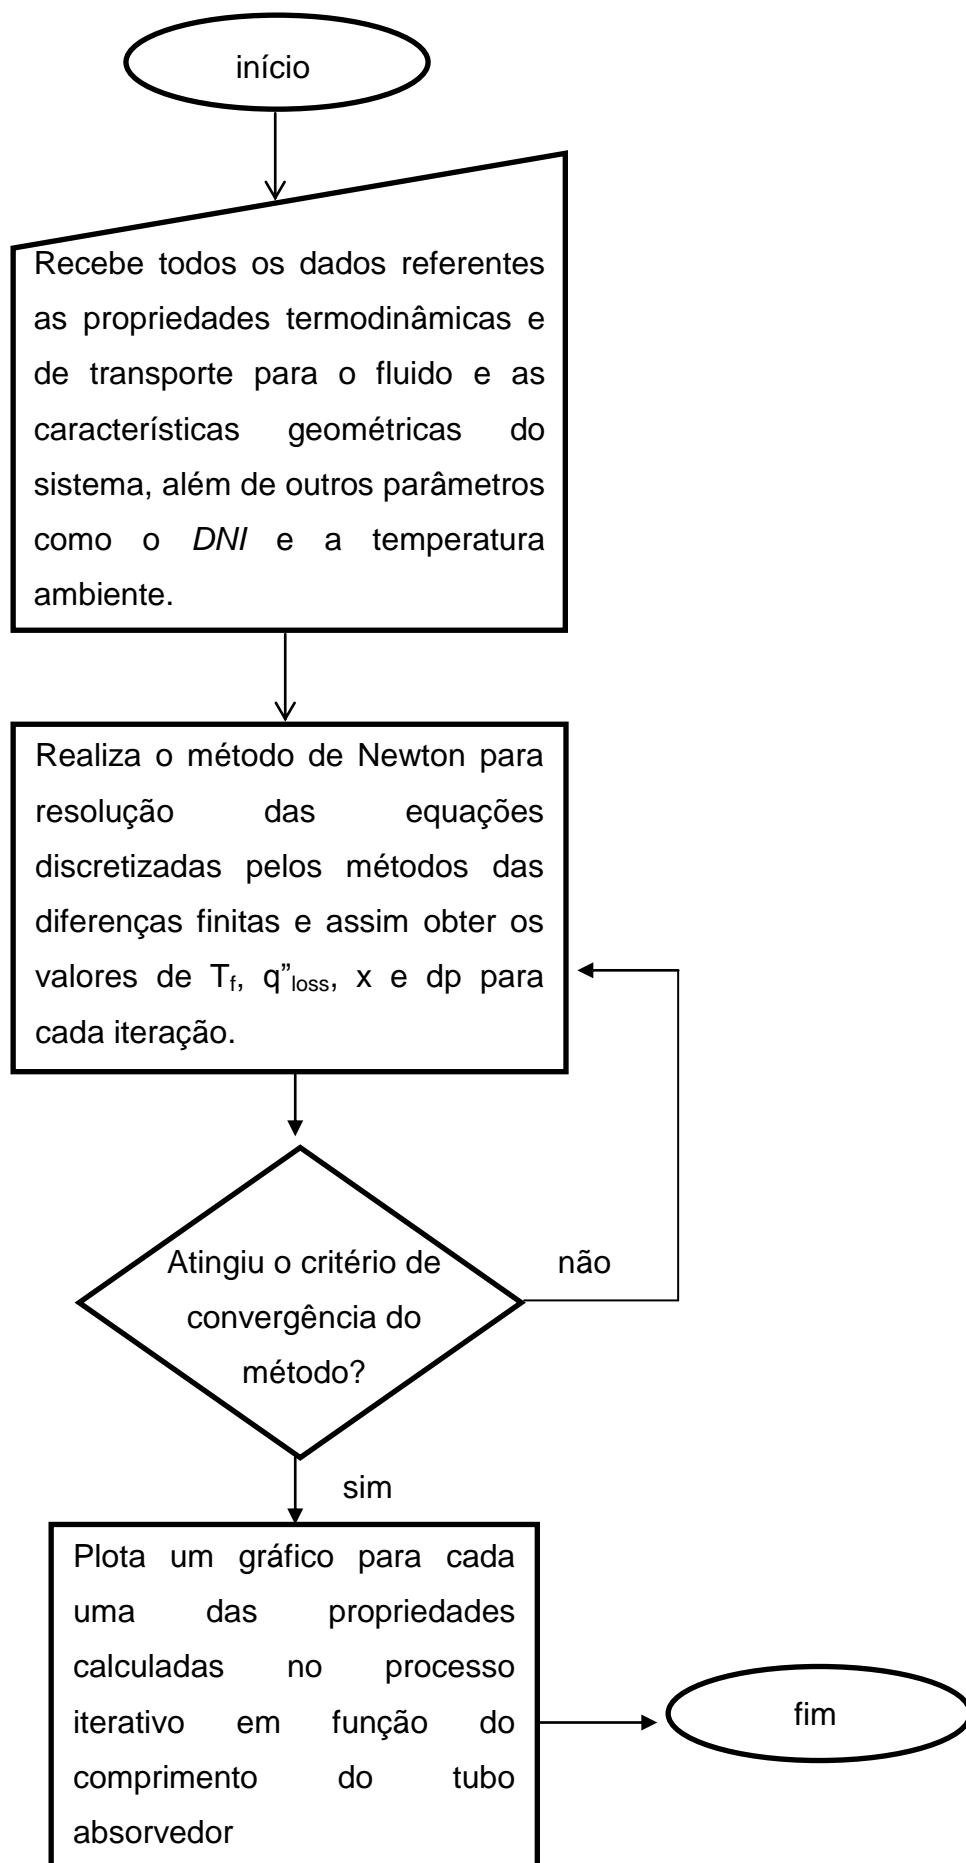 início
Recebe todos os dados referentes
as propriedades termodinâmicas e
de transporte para o fluido e as
características geométricas do
sistema, além de outros parâmetros
como o DNI e a temperatura
ambiente.
Realiza o método de Newton para
resolução das equações
discretizadas pelos métodos das
diferenças finitas e assim obter os
valores de Tf, q”loss, x e dp para
cada iteração.
não
Atingiu o critério de
convergência do
método?
sim
Plota um gráfico para cada
uma das propriedades
calculadas no processo
iterativo em função do
comprimento do tubo
absorvedor
fim